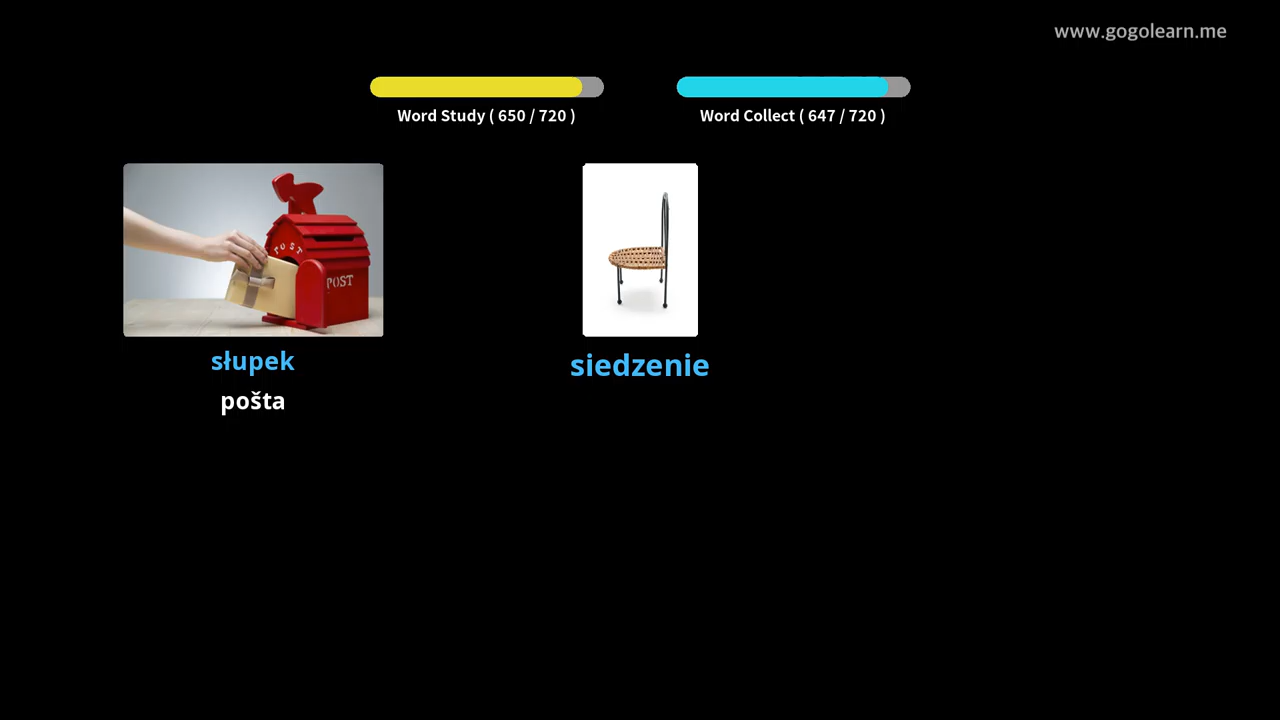 www.gogolearn.me
Word Study ( 650 / 720 )
Word Collect ( 647 / 720 )
POST
POST
słupek
siedzenie
pošta